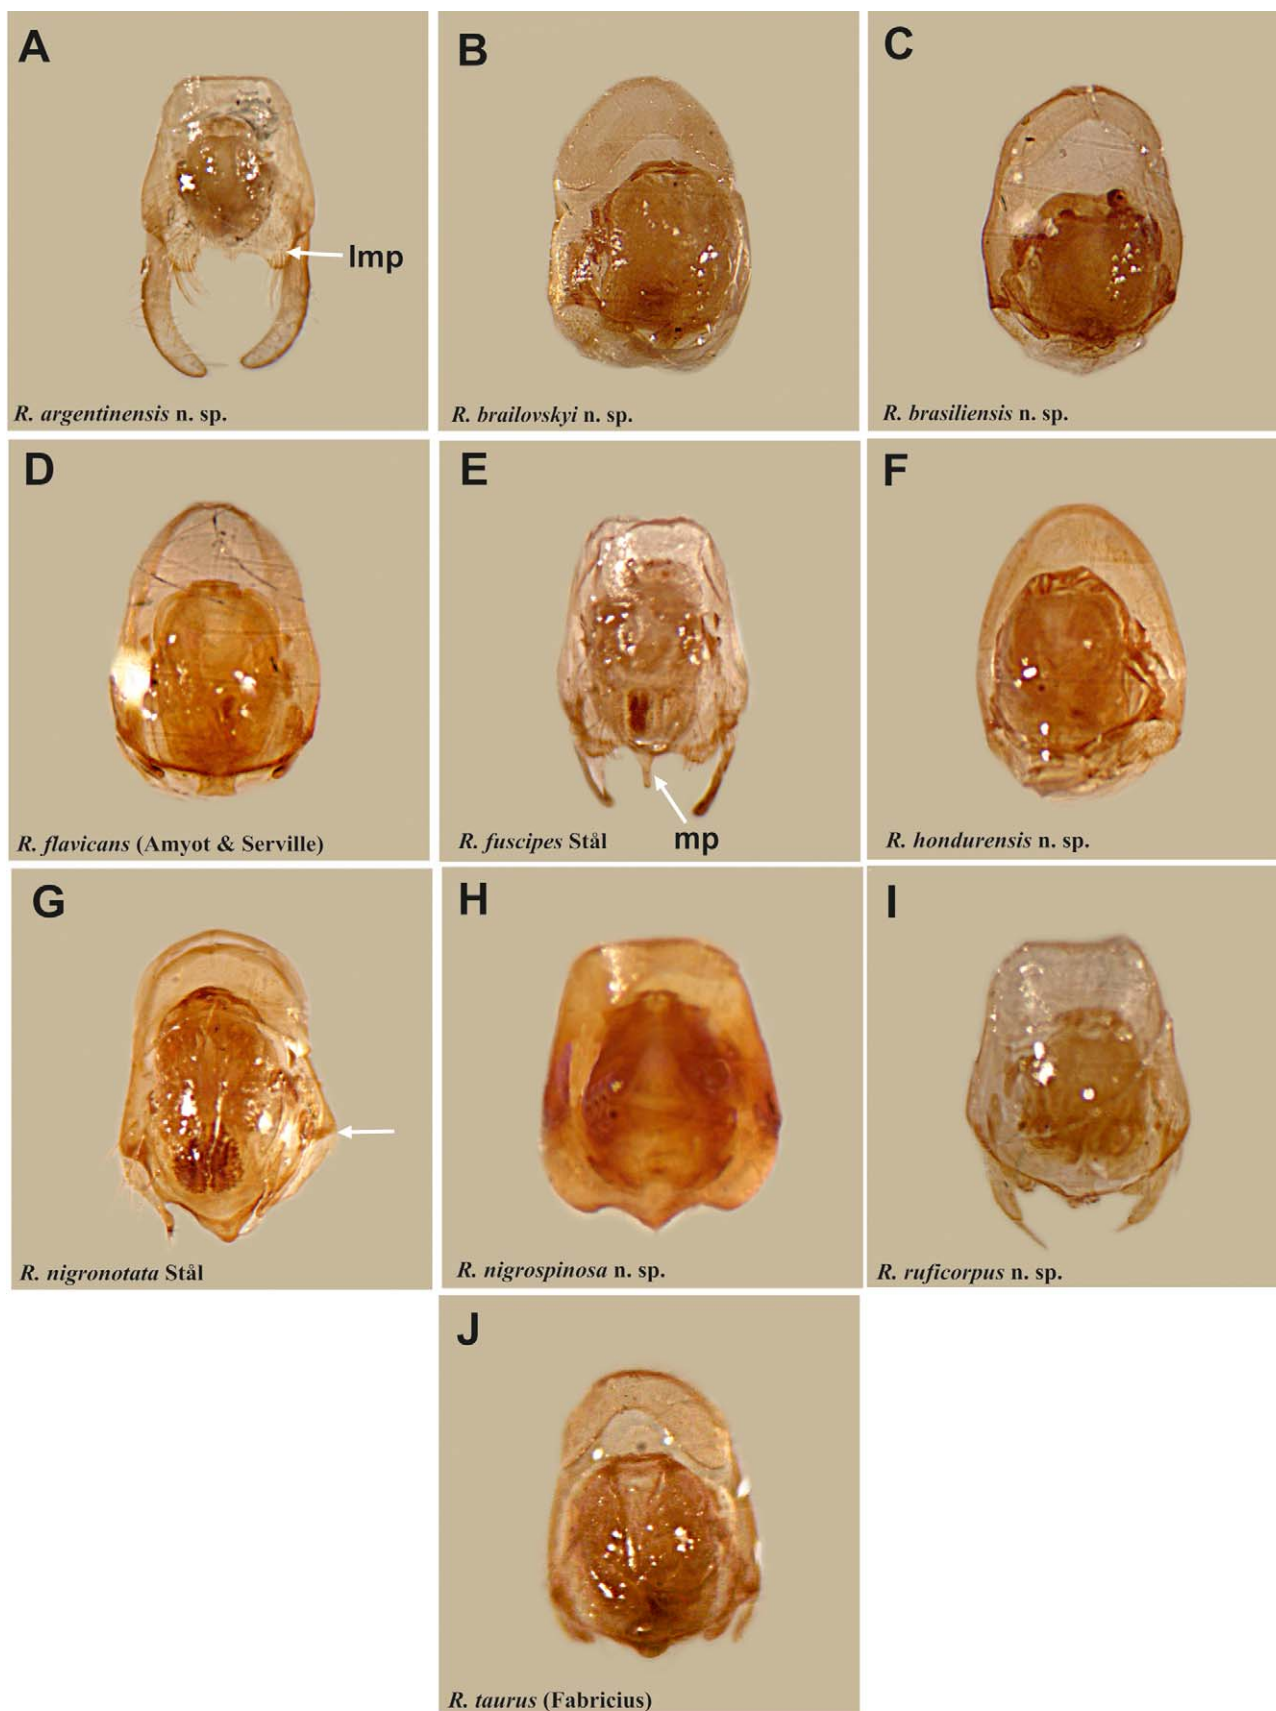 A
lmp
R. argentinensis n. sp.
B
R. brailovskyi n. sp.
C
R. brasiliensis n. sp.
D
R. flavicans (Amyot & Serville)
E
mp
R. fuscipes Stål
F
R. hondurensis n. sp.
G
R. nigronotata Stål
H
R. nigrospinosa n. sp.
I
R. ruficorpus n. sp.
J
R. taurus (Fabricius)